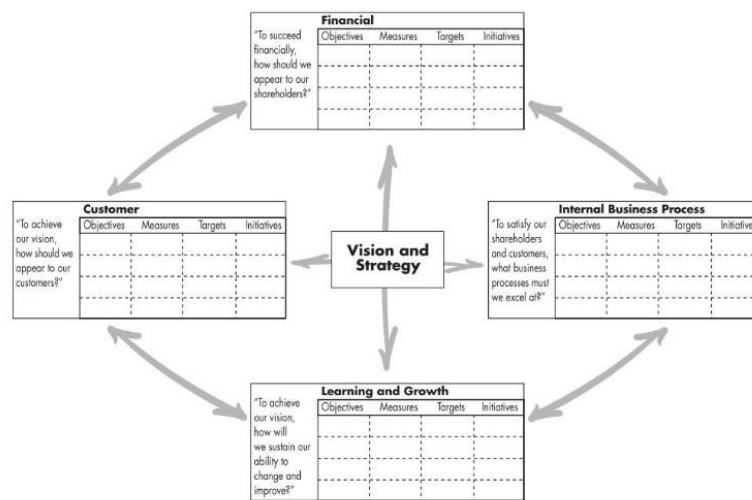 Financial
"To succeed
financially,
how should we
appear to our
shareholders?"
Objectives Measures Targets Initiatives
Customer
"To achieve
our vision,
how should we
appear to our
customers?"
Objectives Measures Targets Initiatives
Vision and
Strategy
Internal Business Process
"To satisfy our
shareholders
and customers,
what business
processes must
we excel at?"
Objectives Measures Targets Initiatives
Learning and Growth
"To achieve
our vision,
how will
we sustain our
ability to
change and
improve?"
Objectives Measures Targets Initiatives